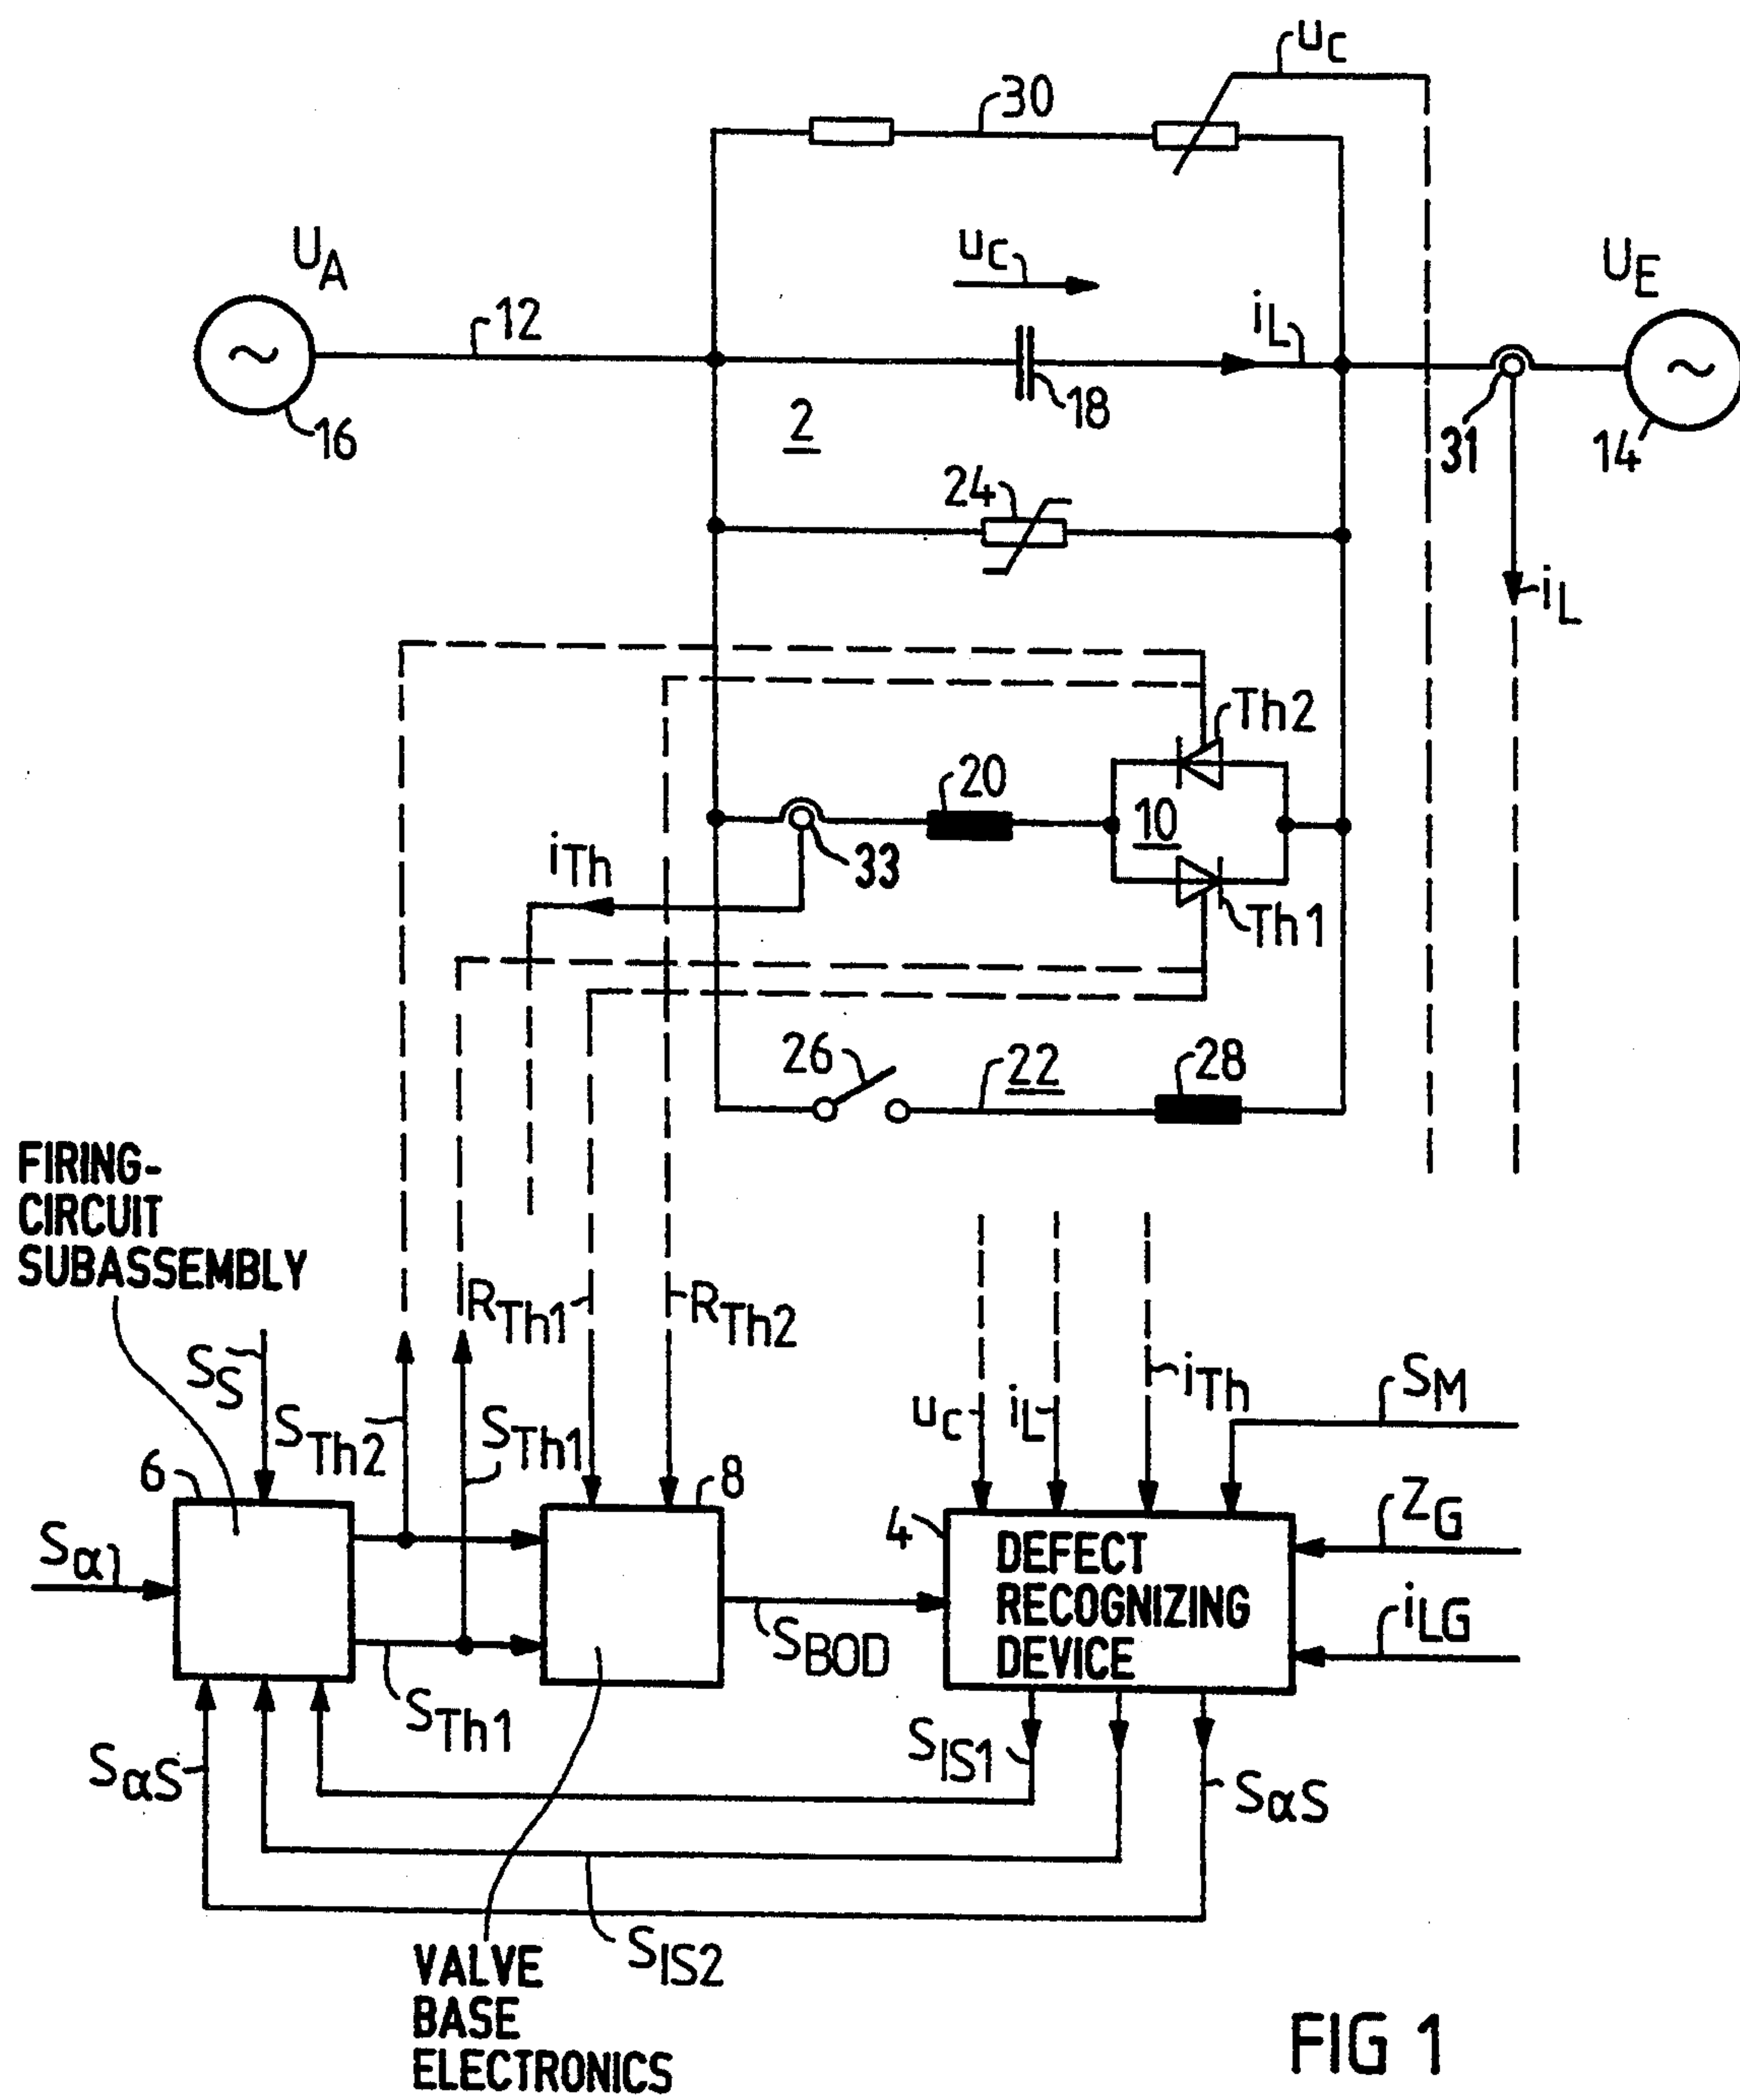 u_C
30
U_A
u_C
U_E
12
i_L
16
18
2
31
14
24
i_L
Th2
20
10
i_Th
33
Th1
26
22
28
FIRING-
CIRCUIT
SUBASSEMBLY
R_Th1
R_Th2
S_S
S_Th2
S_Th1
u_C
i_L
i_Th
S_M
6
8
4
Z_G
S_α
DEFECT
RECOGNIZING
DEVICE
i_LG
S_BOD
S_Th1
S_IS1
S_αS
S_αS
S_IS2
VALVE
BASE
ELECTRONICS
FIG 1